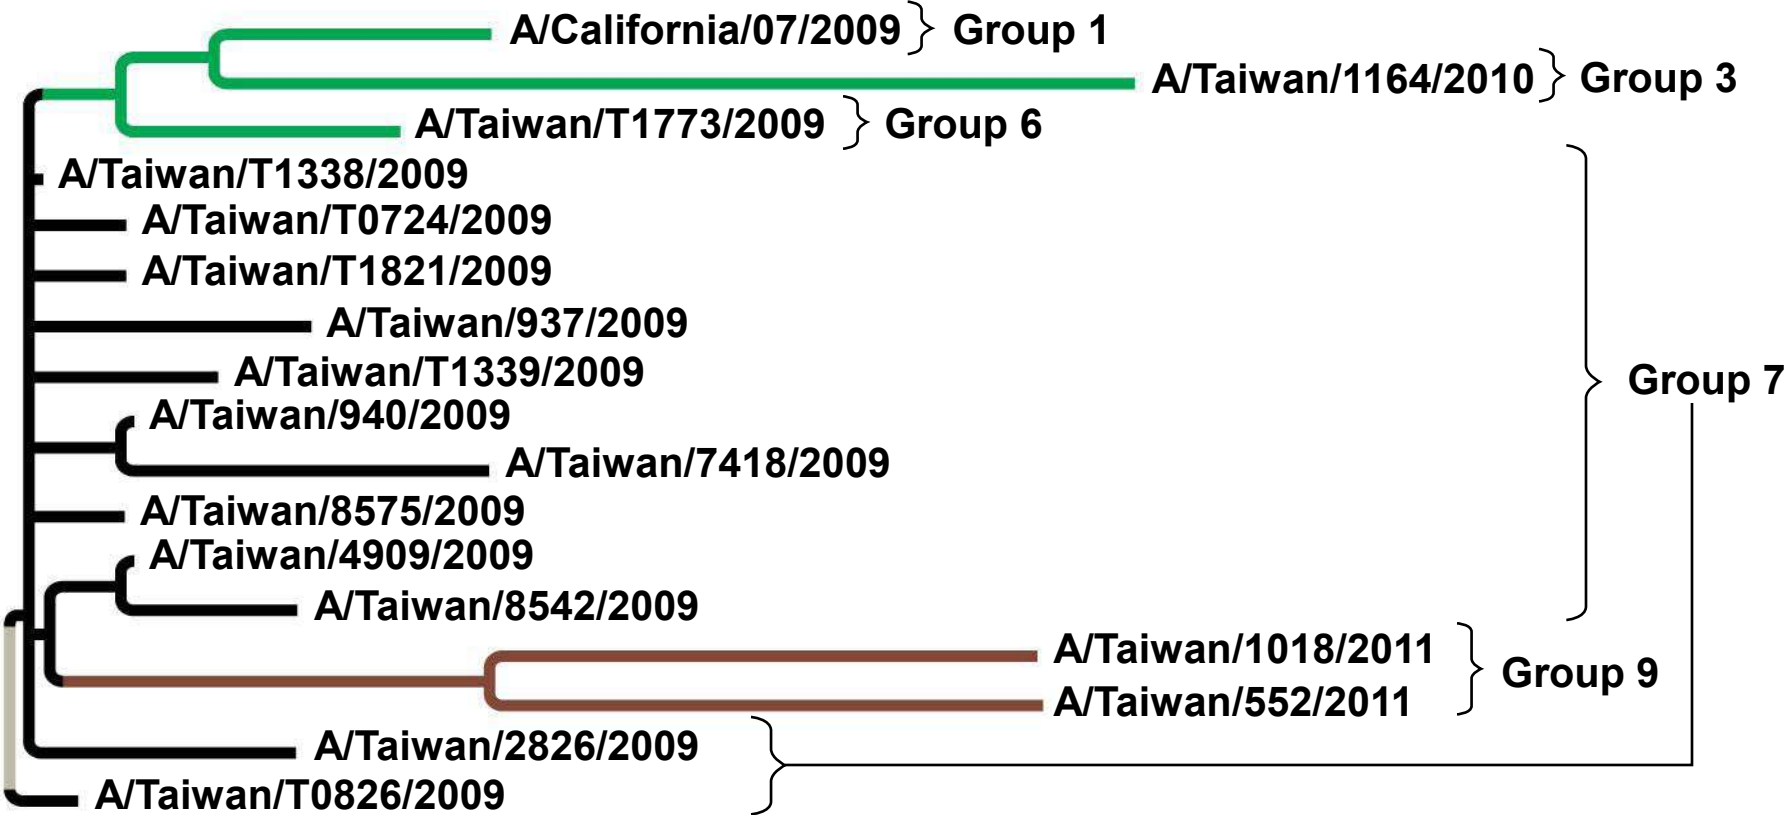 A/California/07/2009 Group 1
A/Taiwan/1164/2010 Group 3
A/Taiwan/T1773/2009 Group 6
A/Taiwan/T1338/2009
A/Taiwan/T0724/2009
A/Taiwan/T1821/2009
A/Taiwan/937/2009
A/Taiwan/T1339/2009
Group 7
A/Taiwan/940/2009
A/Taiwan/7418/2009
A/Taiwan/8575/2009
A/Taiwan/4909/2009
A/Taiwan/8542/2009
A/Taiwan/1018/2011
Group 9
A/Taiwan/552/2011
A/Taiwan/2826/2009
A/Taiwan/T0826/2009